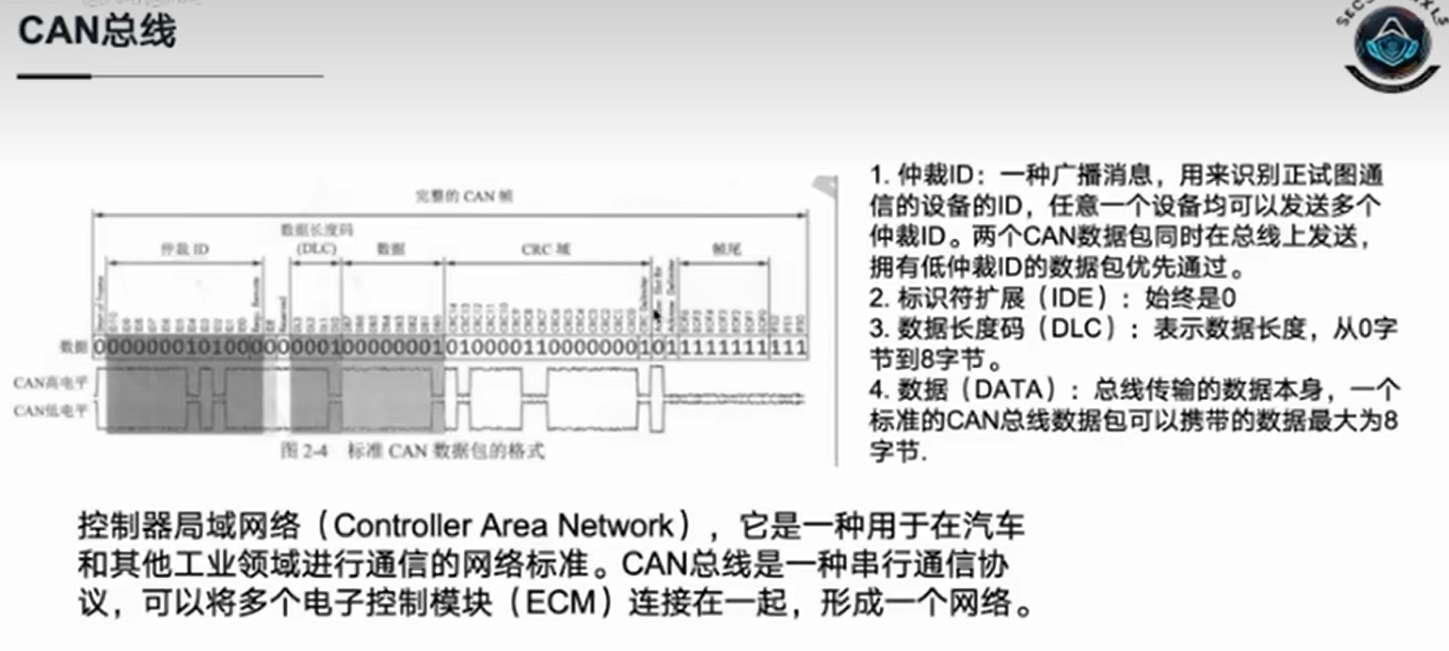 CAN总线
完整的 CAN 帧
数据长度码
仲裁 ID
(DLC)
数据
CRC 域
帧尾
数据
CAN高电平
CAN低电平
图 2-4 标准 CAN 数据包的格式
1. 仲裁ID：一种广播消息，用来识别正试图通
信的设备的ID，任意一个设备均可以发送多个
仲裁ID。两个CAN数据包同时在总线上发送，
拥有低仲裁ID的数据包优先通过。
2. 标识符扩展（IDE）：始终是0
3. 数据长度码（DLC）：表示数据长度，从0字
节到8字节。
4. 数据（DATA）：总线传输的数据本身，一个
标准的CAN总线数据包可以携带的数据最大为8
字节.
控制器局域网络（Controller Area Network），它是一种用于在汽车
和其他工业领域进行通信的网络标准。CAN总线是一种串行通信协
议，可以将多个电子控制模块（ECM）连接在一起，形成一个网络。